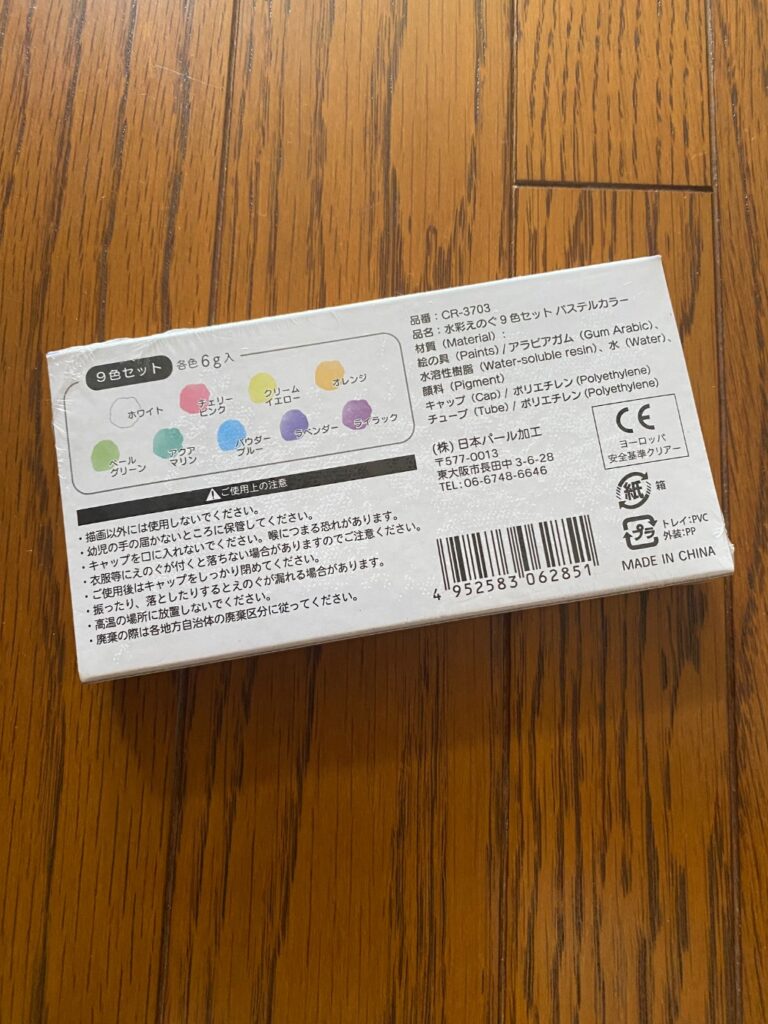 9色セット 各色6g入
ホワイト
チェリー
ピンク
クリーム
イエロー
オレンジ
ペール
グリーン
アクア
マリン
パウダー
ブルー
ラベンダー
ライラック
ご使用上の注意
・描画以外には使用しないでください。
・幼児の手の届かないところに保管してください。
・キャップを口に入れないでください。喉につまる恐れがあります。
・衣服等にえのぐが付くと落ちない場合がありますのでご注意ください。
・ご使用後はキャップをしっかり閉めてください。
・振ったり、落としたりするとえのぐが漏れる場合があります。
・高温の場所に放置しないでください。
・廃棄の際は各地方自治体の廃棄区分に従ってください。
品番：CR-3703
品名：水彩えのぐ9色セット パステルカラー
材質（Material）：
絵の具（Paints）/ アラビアガム（Gum Arabic）、
水溶性樹脂（Water-soluble resin）、水（Water）、
顔料（Pigment）
キャップ（Cap）/ ポリエチレン（Polyethylene）
チューブ（Tube）/ ポリエチレン（Polyethylene）
(株) 日本パール加工
〒577-0013
東大阪市長田中3-6-28
TEL：06-6748-6646
CE
ヨーロッパ
安全基準クリアー
紙 箱
プラ トレイ：PVC
外装：PP
4 952583 062851
MADE IN CHINA